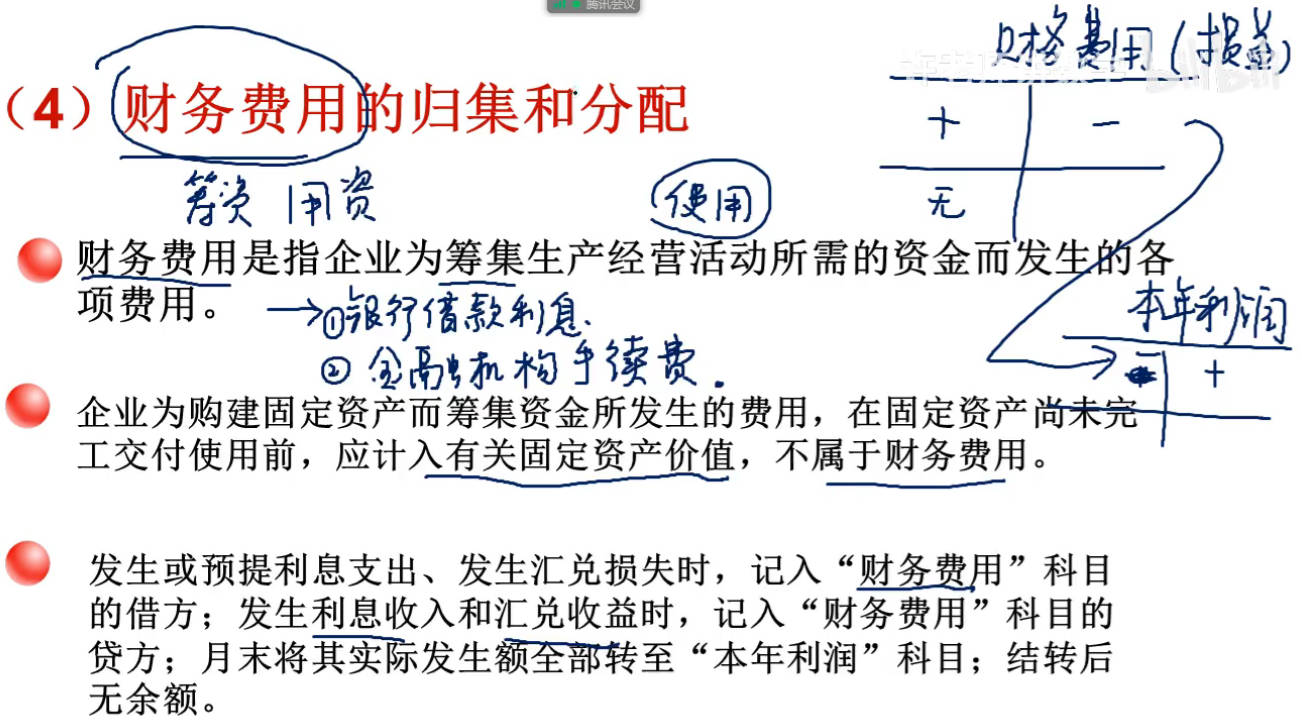 腾讯会议
财务费用（损益）
bilibili
（4）财务费用的归集和分配
+ −
筹资 用资
使用
无
财务费用是指企业为筹集生产经营活动所需的资金而发生的各
项费用。
→①银行借款利息.
本年利润
②金融机构手续费.
− +
企业为购建固定资产而筹集资金所发生的费用，在固定资产尚未完
工交付使用前，应计入有关固定资产价值，不属于财务费用。
发生或预提利息支出、发生汇兑损失时，记入“财务费用”科目
的借方；发生利息收入和汇兑收益时，记入“财务费用”科目的
贷方；月末将其实际发生额全部转至“本年利润”科目；结转后
无余额。